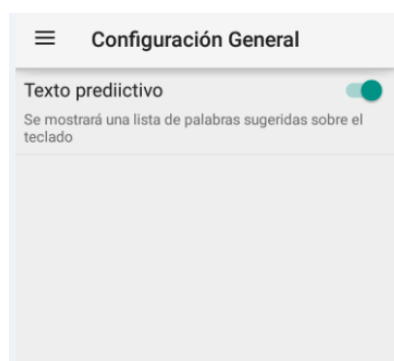 Configuración General
Texto prediictivo
Se mostrará una lista de palabras sugeridas sobre el
teclado